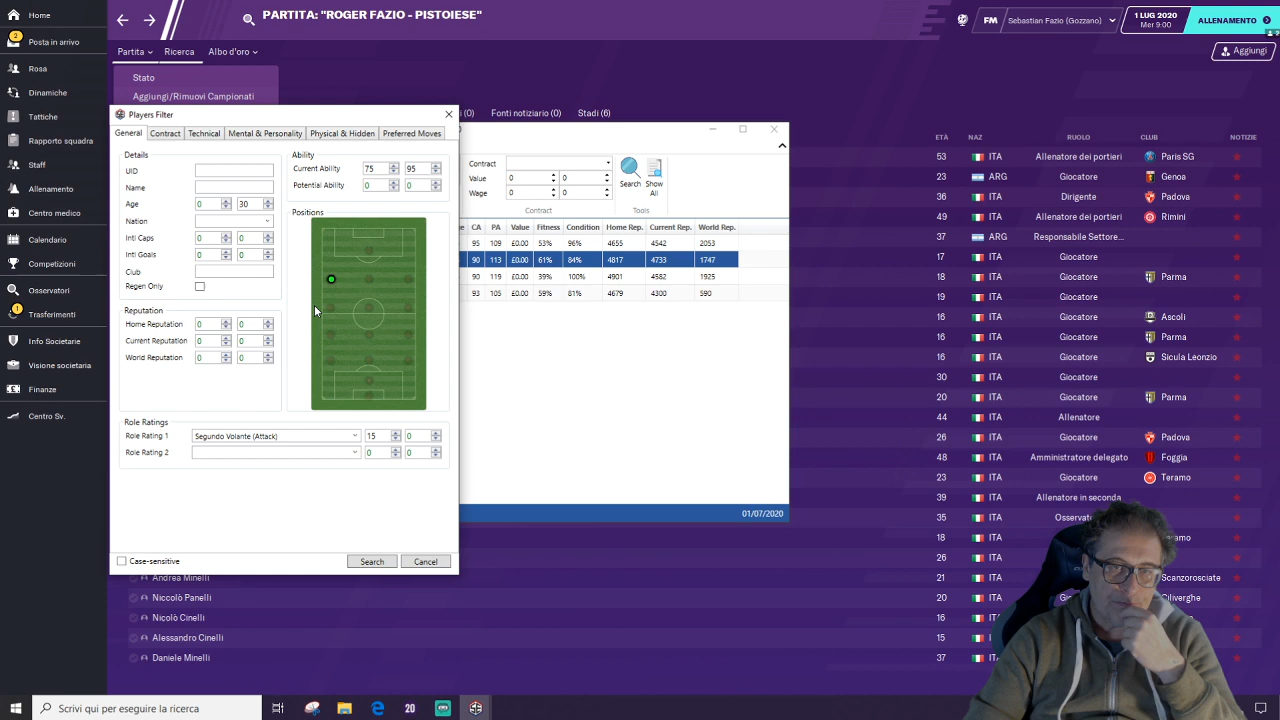 Home
PARTITA: "ROGER FAZIO - PISTOIESE"
FM Sebastian Fazio (Gozzano)
1 LUG 2020
Mer 9:00
ALLENAMENTO
2
Posta in arrivo
Partita Ricerca Albo d'oro
Aggiungi
Rosa
Dinamiche
Tattiche
Rapporto squadra
Staff
Allenamento
Centro medico
Calendario
Competizioni
Osservatori
1
Trasferimenti
Info Societarie
Visione societaria
Finanze
Centro Sv.
Stato
Aggiungi/Rimuovi Campionati
(0) Fonti notiziario (0) Stadi (6)
Players Filter
General Contract Technical Mental & Personality Physical & Hidden Preferred Moves
Details
UID
Name
Age 0 30
Nation
Intl Caps 0 0
Intl Goals 0 0
Club
Regen Only
Reputation
Home Reputation 0 0
Current Reputation 0 0
World Reputation 0 0
Ability
Current Ability 75 95
Potential Ability 0 0
Positions
Role Ratings
Role Rating 1 Segundo Volante (Attack) 15 0
Role Rating 2 0 0
Case-sensitive Search Cancel
Contract
Value 0 0
Wage 0 0
Contract
Search
Show All
Tools
CA PA Value Fitness Condition Home Rep. Current Rep. World Rep.
95 109 £0.00 53% 96% 4655 4542 2053
90 113 £0.00 61% 84% 4817 4733 1747
90 119 £0.00 39% 100% 4901 4582 1925
93 105 £0.00 59% 81% 4679 4300 590
01/07/2020
ETÀ NAZ RUOLO CLUB NOTIZIE
53 ITA Allenatore dei portieri Paris SG
23 ARG Giocatore Genoa
36 ITA Dirigente Padova
49 ITA Allenatore dei portieri Rimini
37 ARG Responsabile Settore...
17 ITA Giocatore
18 ITA Giocatore Parma
19 ITA Giocatore
16 ITA Giocatore Ascoli
16 ITA Giocatore Parma
16 ITA Giocatore Sicula Leonzio
30 ITA Giocatore
20 ITA Giocatore Parma
44 ITA Allenatore
26 ITA Giocatore Padova
48 ITA Amministratore delegato Foggia
23 ITA Giocatore Teramo
39 ITA Allenatore in seconda
35 ITA
18 ITA
26 ITA
Andrea Minelli 21 ITA Scanzorosciate
Niccolò Panelli 20 ITA Ciliverghe
Nicolò Cinelli 16 ITA
Alessandro Cinelli 15
Daniele Minelli 37
Scrivi qui per eseguire la ricerca
20